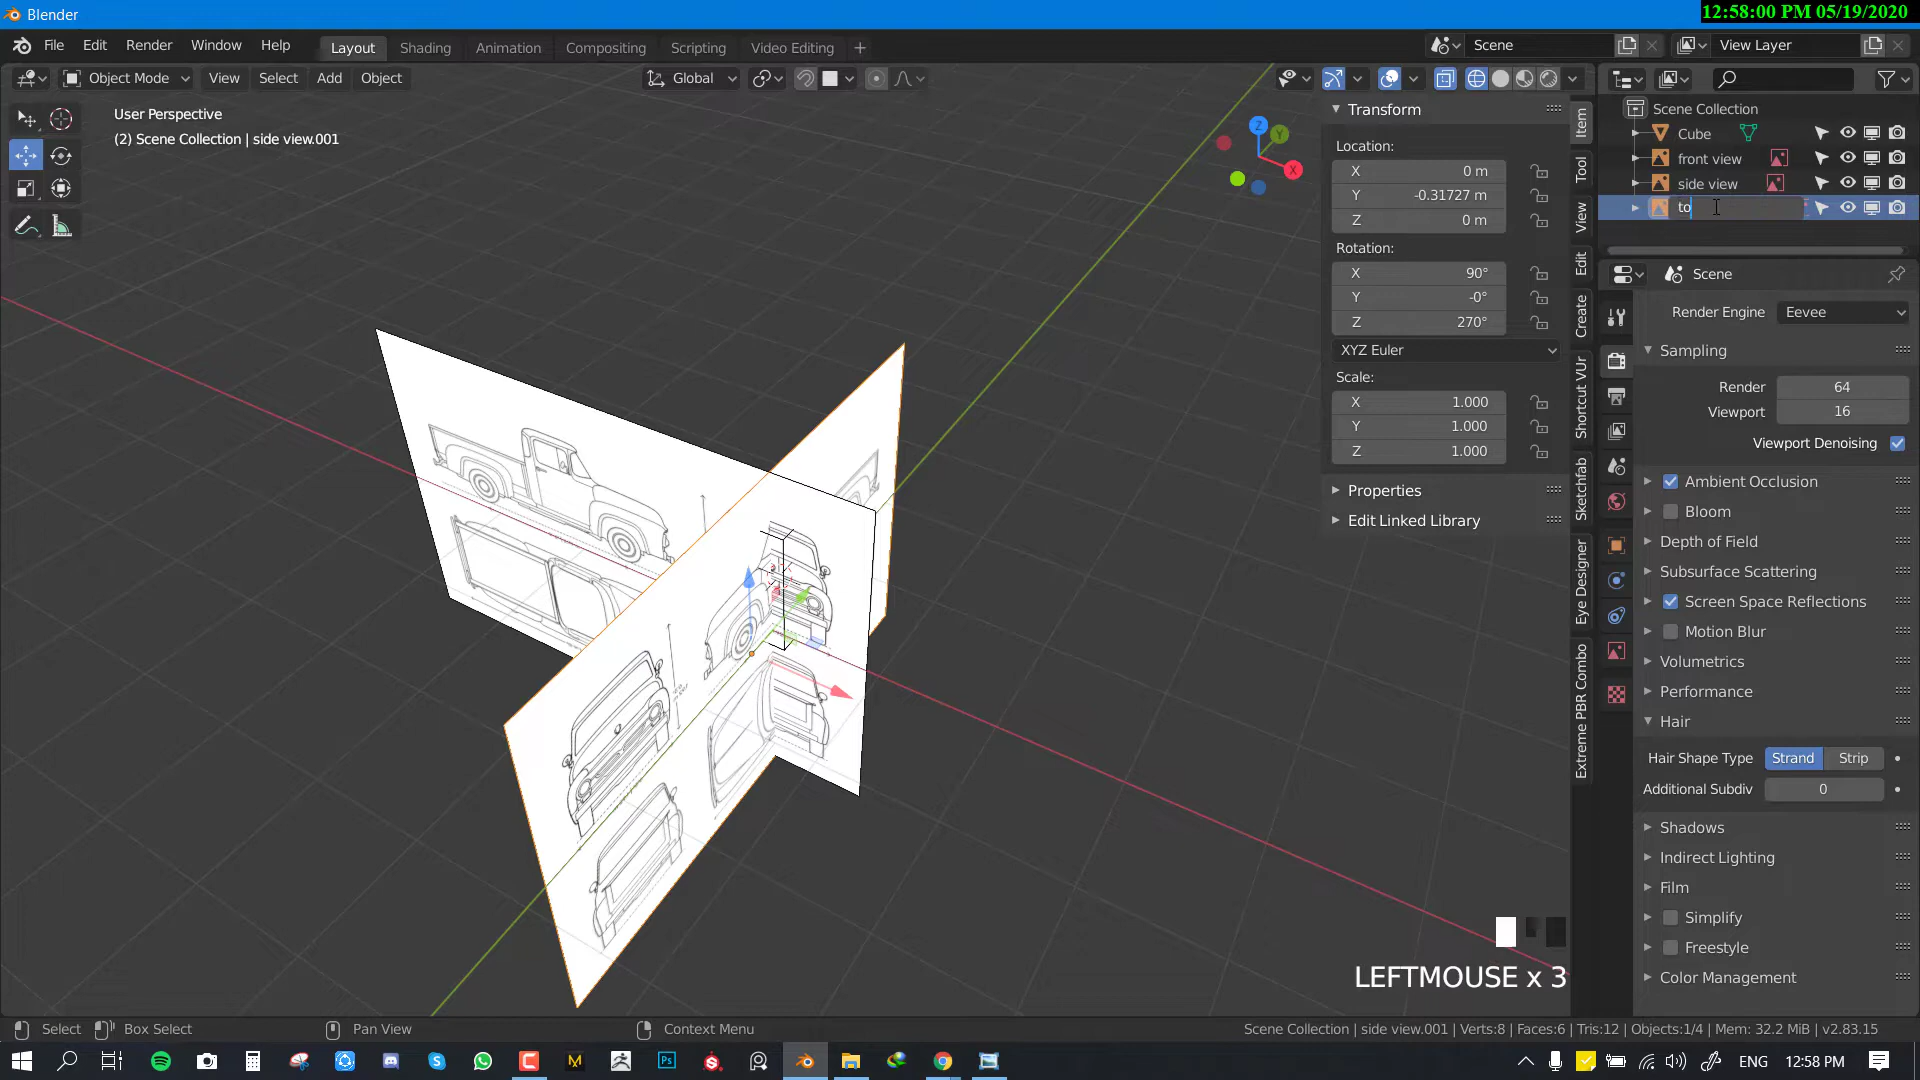 Blender
12:58:00 PM 05/19/2020
File Edit Render Window Help
Layout Shading Animation Compositing Scripting Video Editing +
Scene
View Layer
Object Mode View Select Add Object
Global
User Perspective
(2) Scene Collection | side view.001
Z
Y
X
Transform
Location:
X 0 m
Y -0.31727 m
Z 0 m
Rotation:
X 90°
Y -0°
Z 270°
XYZ Euler
Scale:
X 1.000
Y 1.000
Z 1.000
Properties
Edit Linked Library
Item
Tool
View
Edit
Create
Shortcut VUr
Sketchfab
Eye Designer
Extreme PBR Combo
Scene Collection
Cube
front view
side view
to
Scene
Render Engine Eevee
Sampling
Render 64
Viewport 16
Viewport Denoising
Ambient Occlusion
Bloom
Depth of Field
Subsurface Scattering
Screen Space Reflections
Motion Blur
Volumetrics
Performance
Hair
Hair Shape Type Strand Strip
Additional Subdiv 0
Shadows
Indirect Lighting
Film
Simplify
Freestyle
Color Management
LEFTMOUSE x 3
Select Box Select Pan View Context Menu
Scene Collection | side view.001 | Verts:8 | Faces:6 | Tris:12 | Objects:1/4 | Mem: 32.2 MiB | v2.83.15
ENG 12:58 PM